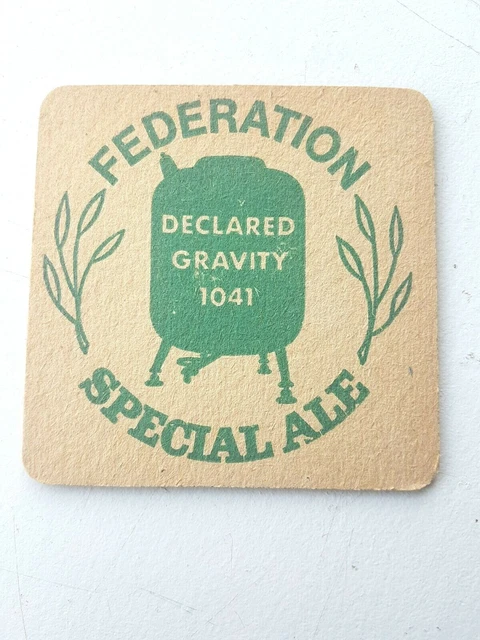 FEDERATION
DECLARED
GRAVITY
1041
SPECIAL ALE